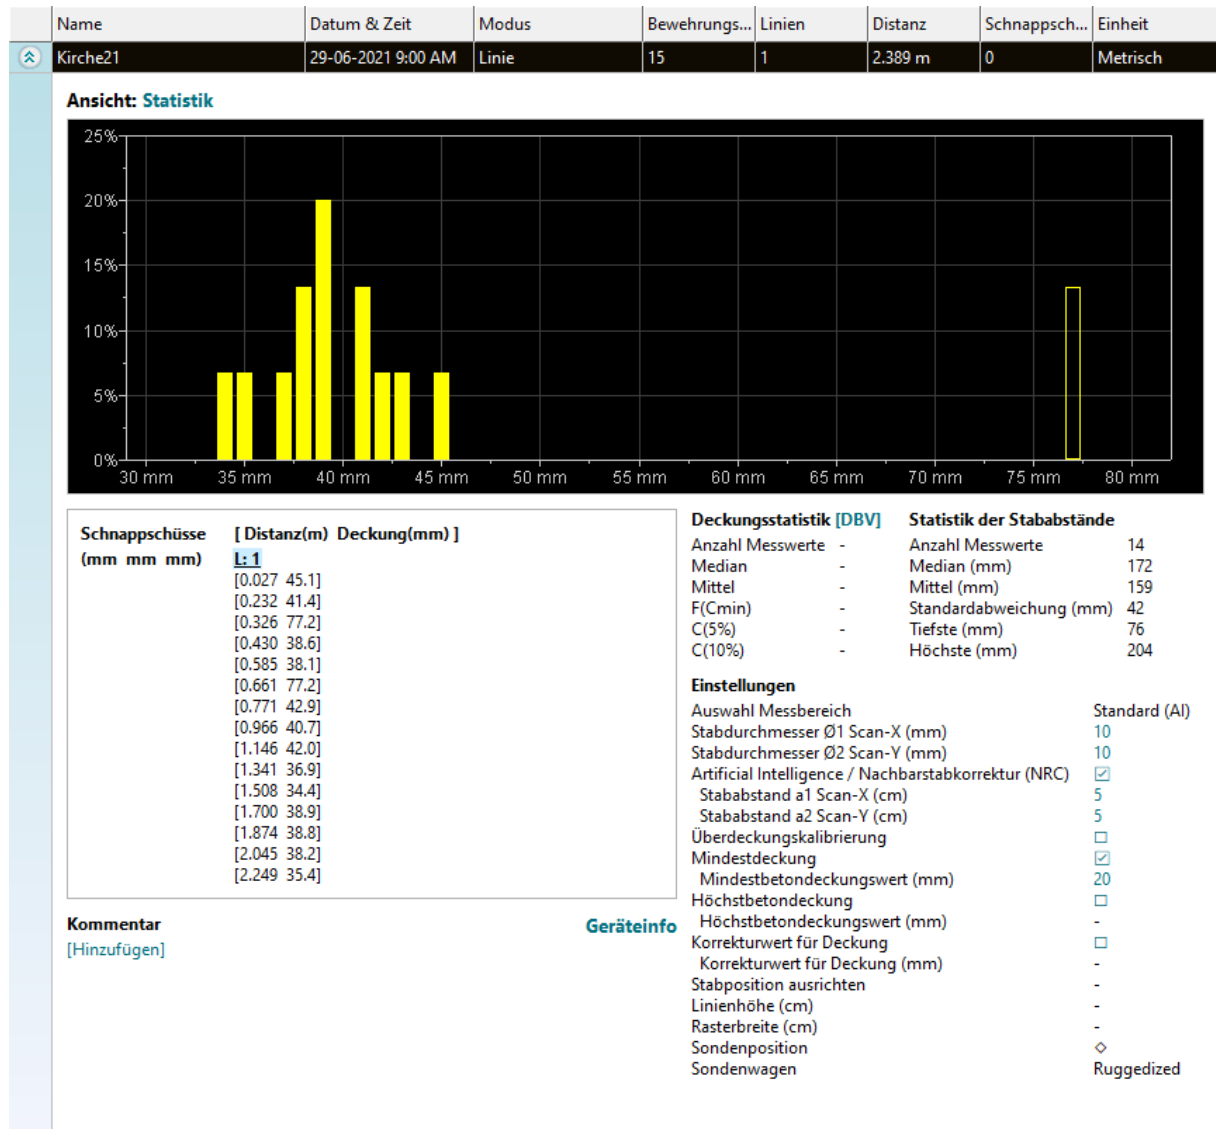 Name Datum & Zeit Modus Bewehrungs... Linien Distanz Schnappsch... Einheit
Kirche21 29-06-2021 9:00 AM Linie 15 1 2.389 m 0 Metrisch
Ansicht: Statistik
25%
20%
15%
10%
5%
0%
30 mm 35 mm 40 mm 45 mm 50 mm 55 mm 60 mm 65 mm 70 mm 75 mm 80 mm
Schnappschüsse [ Distanz(m) Deckung(mm) ]
(mm mm mm) L: 1
[0.027 45.1]
[0.232 41.4]
[0.326 77.2]
[0.430 38.6]
[0.585 38.1]
[0.661 77.2]
[0.771 42.9]
[0.966 40.7]
[1.146 42.0]
[1.341 36.9]
[1.508 34.4]
[1.700 38.9]
[1.874 38.8]
[2.045 38.2]
[2.249 35.4]
Kommentar Geräteinfo
[Hinzufügen]
Deckungsstatistik [DBV]
Anzahl Messwerte -
Median -
Mittel -
F(Cmin) -
C(5%) -
C(10%) -
Statistik der Stababstände
Anzahl Messwerte 14
Median (mm) 172
Mittel (mm) 159
Standardabweichung (mm) 42
Tiefste (mm) 76
Höchste (mm) 204
Einstellungen
Auswahl Messbereich Standard (AI)
Stabdurchmesser Ø1 Scan-X (mm) 10
Stabdurchmesser Ø2 Scan-Y (mm) 10
Artificial Intelligence / Nachbarstabkorrektur (NRC) ☑
Stababstand a1 Scan-X (cm) 5
Stababstand a2 Scan-Y (cm) 5
Überdeckungskalibrierung ☐
Mindestdeckung ☑
Mindestbetondeckungswert (mm) 20
Höchstbetondeckung ☐
Höchstbetondeckungswert (mm) -
Korrekturwert für Deckung ☐
Korrekturwert für Deckung (mm) -
Stabposition ausrichten -
Linienhöhe (cm) -
Rasterbreite (cm) -
Sondenposition ◇
Sondenwagen Ruggedized